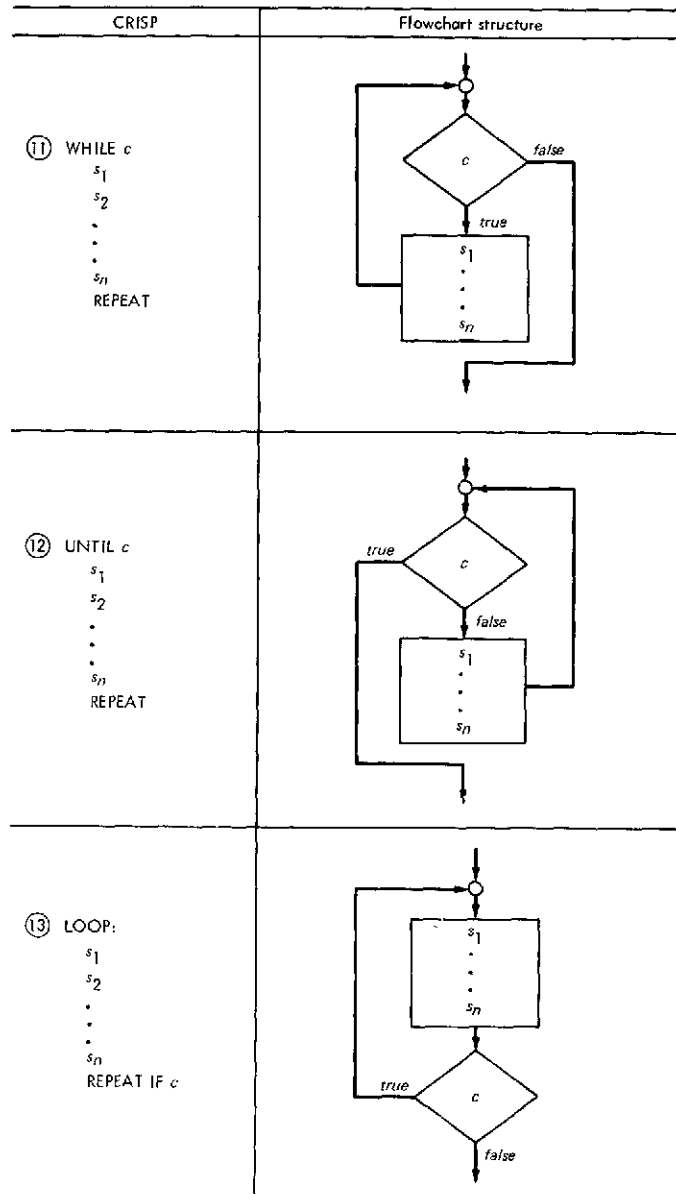 CRISP
Flowchart structure
11 WHILE c
s1
s2
.
.
.
sn
REPEAT
c
false
true
s1
.
.
.
sn
12 UNTIL c
s1
s2
.
.
.
sn
REPEAT
true
c
false
s1
.
.
.
sn
13 LOOP:
s1
s2
.
.
.
sn
REPEAT IF c
s1
.
.
.
sn
true
c
false